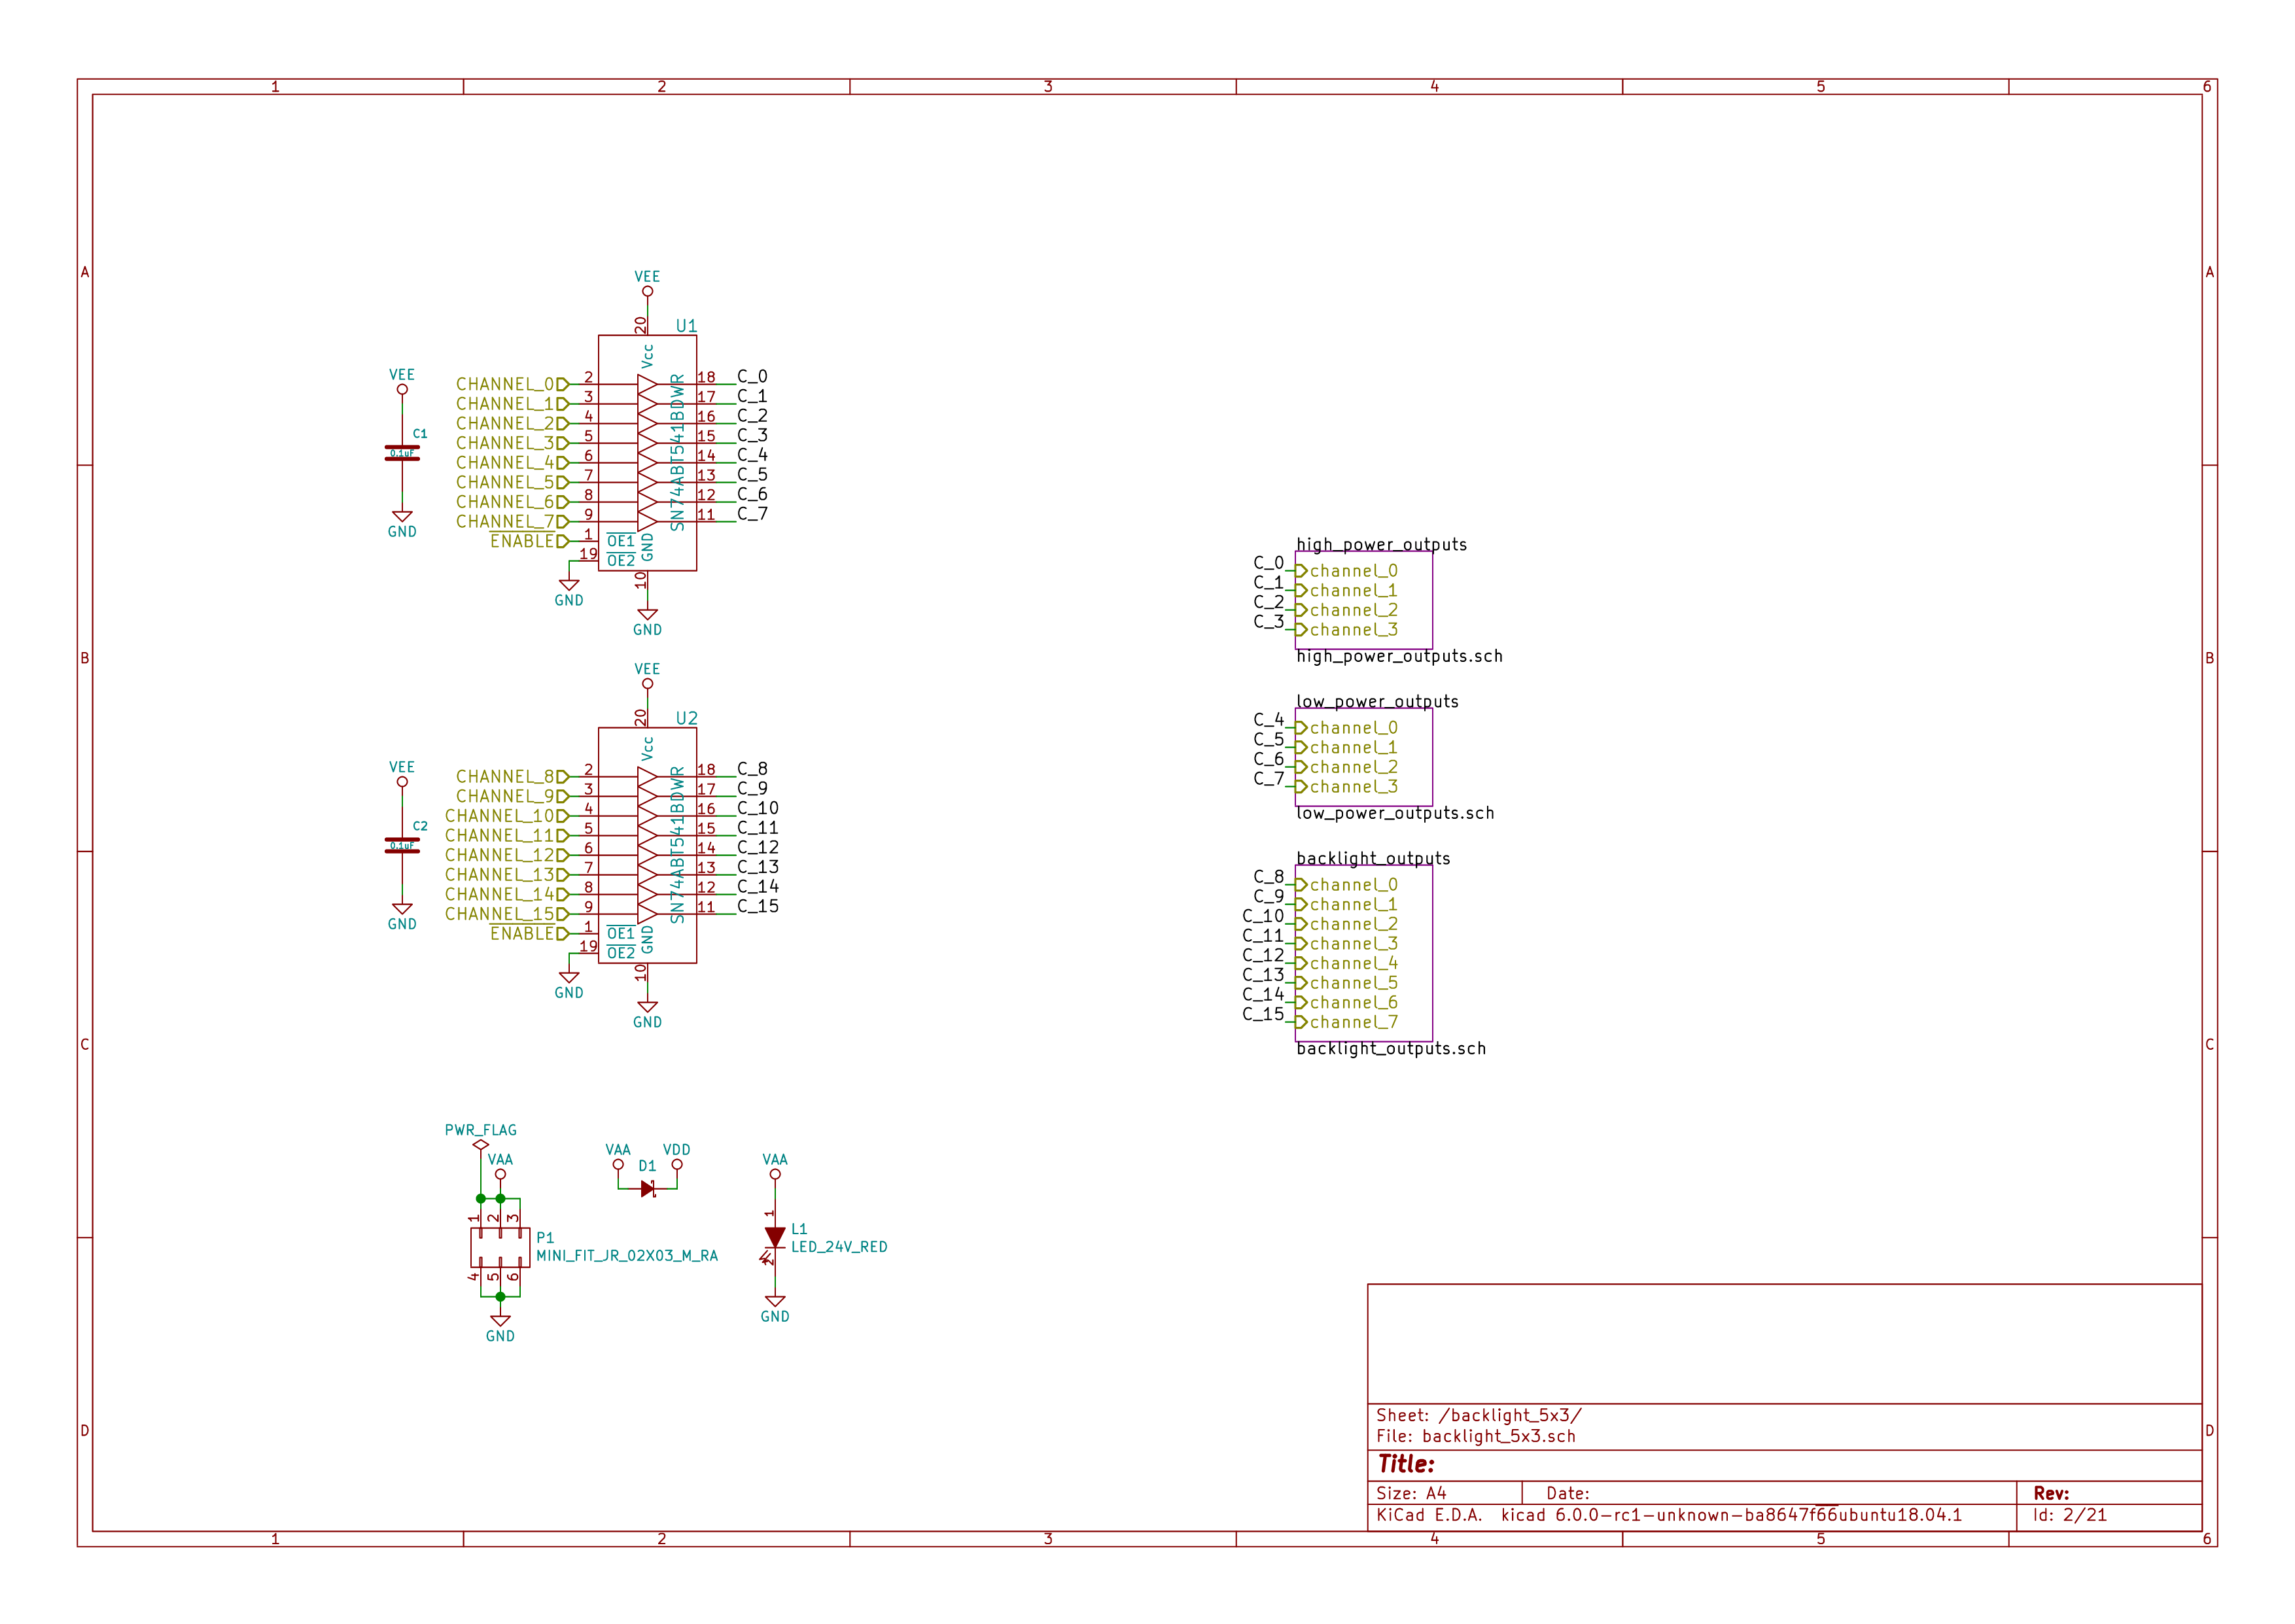 1 2 3 4 5 6
A A
B B
C C
D D
1 2 3 4 5 6
VEE
20
U1
Vcc
SN74ABT541BDWR
CHANNEL_0 2 18 C_0
CHANNEL_1 3 17 C_1
CHANNEL_2 4 16 C_2
CHANNEL_3 5 15 C_3
CHANNEL_4 6 14 C_4
CHANNEL_5 7 13 C_5
CHANNEL_6 8 12 C_6
CHANNEL_7 9 11 C_7
ENABLE 1 OE1
19 OE2
GND
10
GND
GND
VEE
C1
0.1uF
GND
VEE
20
U2
Vcc
SN74ABT541BDWR
CHANNEL_8 2 18 C_8
CHANNEL_9 3 17 C_9
CHANNEL_10 4 16 C_10
CHANNEL_11 5 15 C_11
CHANNEL_12 6 14 C_12
CHANNEL_13 7 13 C_13
CHANNEL_14 8 12 C_14
CHANNEL_15 9 11 C_15
ENABLE 1 OE1
19 OE2
GND
10
GND
GND
VEE
C2
0.1uF
GND
high_power_outputs
C_0 channel_0
C_1 channel_1
C_2 channel_2
C_3 channel_3
high_power_outputs.sch
low_power_outputs
C_4 channel_0
C_5 channel_1
C_6 channel_2
C_7 channel_3
low_power_outputs.sch
backlight_outputs
C_8 channel_0
C_9 channel_1
C_10 channel_2
C_11 channel_3
C_12 channel_4
C_13 channel_5
C_14 channel_6
C_15 channel_7
backlight_outputs.sch
PWR_FLAG
VAA
1 2 3
P1
MINI_FIT_JR_02X03_M_RA
4 5 6
GND
VAA VDD
D1
VAA
1
L1
LED_24V_RED
2
GND
Sheet: /backlight_5x3/
File: backlight_5x3.sch
Title:
Size: A4 Date: Rev:
KiCad E.D.A. kicad 6.0.0-rc1-unknown-ba8647f66ubuntu18.04.1 Id: 2/21